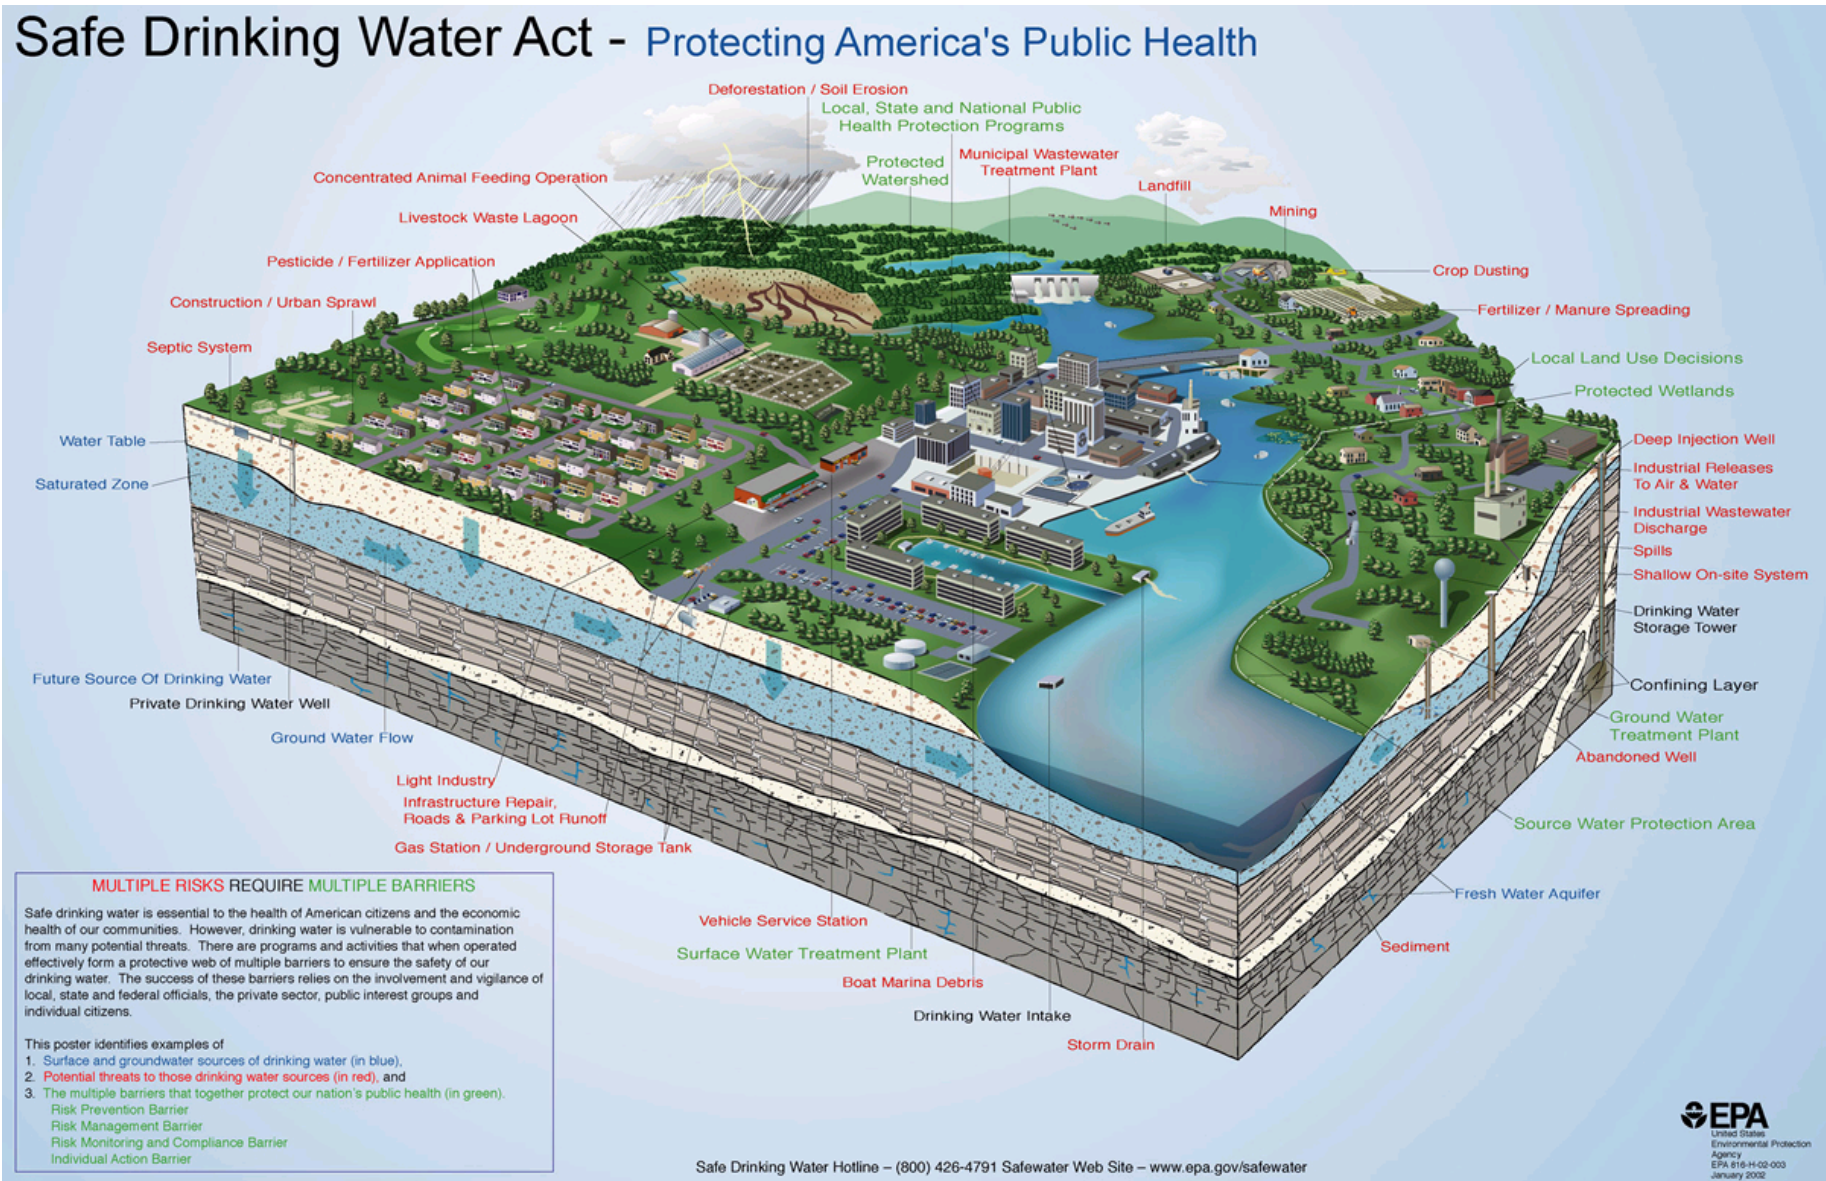 Safe Drinking Water Act - Protecting America's Public Health
Deforestation / Soil Erosion
Local, State and National Public
Health Protection Programs
Protected
Watershed
Municipal Wastewater
Treatment Plant
Landfill
Mining
Concentrated Animal Feeding Operation
Livestock Waste Lagoon
Pesticide / Fertilizer Application
Construction / Urban Sprawl
Septic System
Crop Dusting
Fertilizer / Manure Spreading
Local Land Use Decisions
Protected Wetlands
Water Table
Saturated Zone
Deep Injection Well
Industrial Releases
To Air & Water
Industrial Wastewater
Discharge
Spills
Shallow On-site System
Drinking Water
Storage Tower
Confining Layer
Ground Water
Treatment Plant
Abandoned Well
Source Water Protection Area
Fresh Water Aquifer
Sediment
Future Source Of Drinking Water
Private Drinking Water Well
Ground Water Flow
Light Industry
Infrastructure Repair,
Roads & Parking Lot Runoff
Gas Station / Underground Storage Tank
Vehicle Service Station
Surface Water Treatment Plant
Boat Marina Debris
Drinking Water Intake
Storm Drain
MULTIPLE RISKS REQUIRE MULTIPLE BARRIERS
Safe drinking water is essential to the health of American citizens and the economic
health of our communities. However, drinking water is vulnerable to contamination
from many potential threats. There are programs and activities that when operated
effectively form a protective web of multiple barriers to ensure the safety of our
drinking water. The success of these barriers relies on the involvement and vigilance of
local, state and federal officials, the private sector, public interest groups and
individual citizens.
This poster identifies examples of
1. Surface and groundwater sources of drinking water (in blue),
2. Potential threats to those drinking water sources (in red), and
3. The multiple barriers that together protect our nation's public health (in green).
Risk Prevention Barrier
Risk Management Barrier
Risk Monitoring and Compliance Barrier
Individual Action Barrier
Safe Drinking Water Hotline – (800) 426-4791 Safewater Web Site – www.epa.gov/safewater
EPA
United States
Environmental Protection
Agency
EPA 816-H-02-003
January 2002